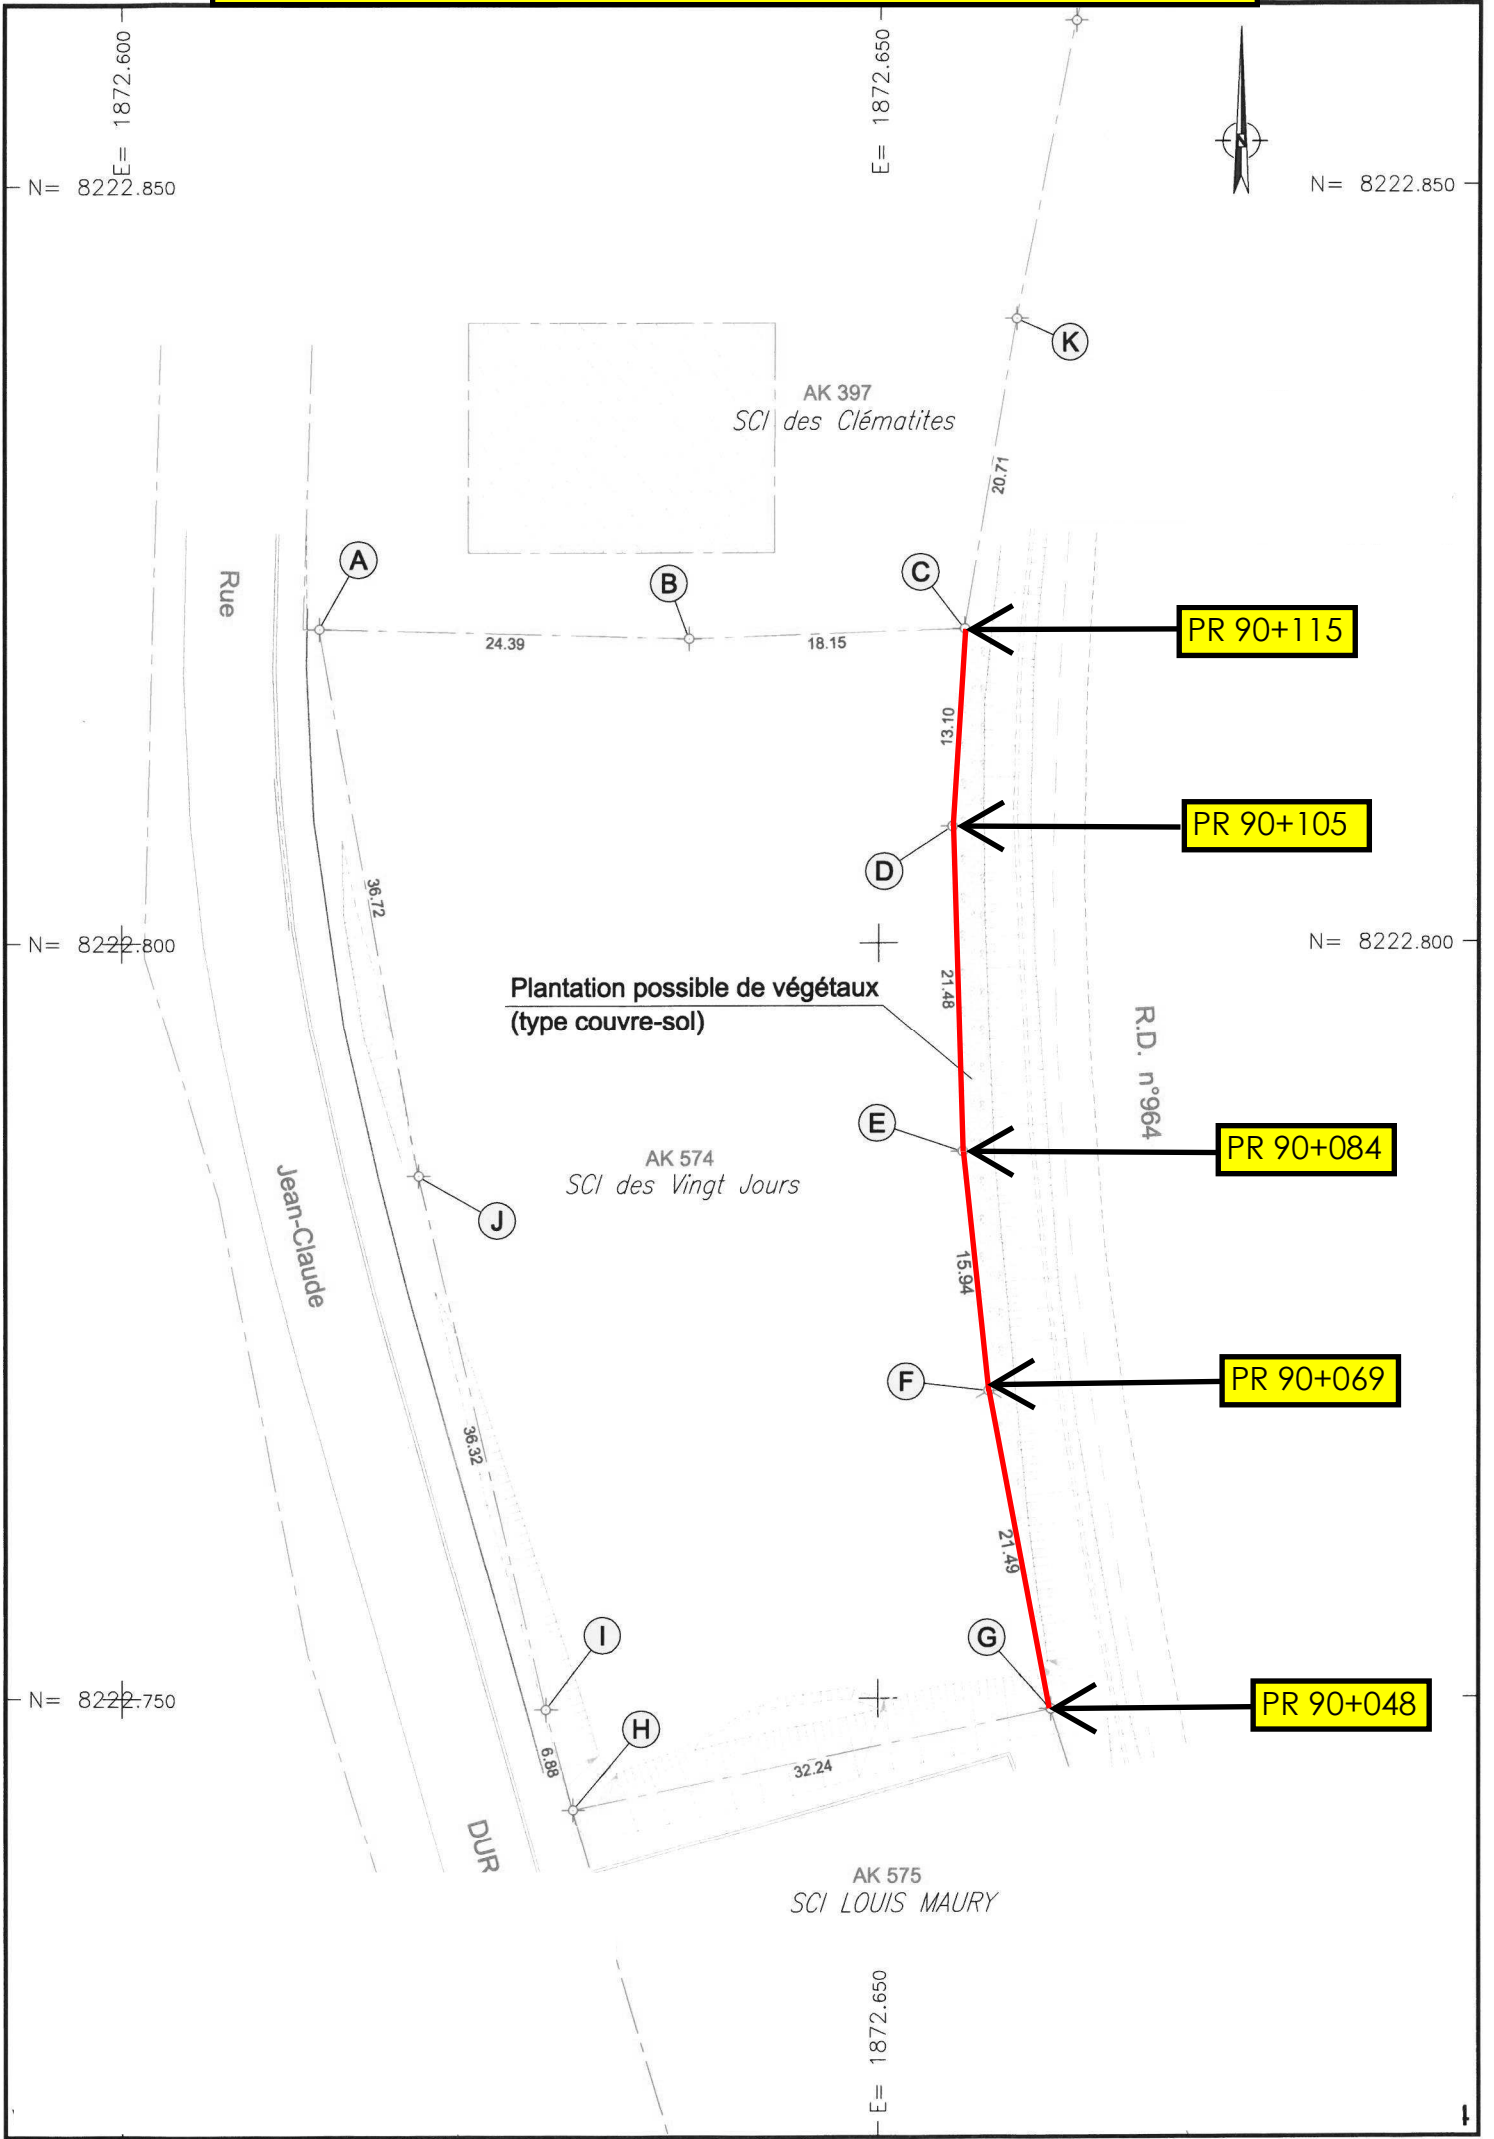 E= 1872.600
E= 1872.650
N= 8222.850
N= 8222.850
N
K
AK 397
SCI des Clématites
20.71
Rue
A
B
C
24.39
18.15
PR 90+115
13.10
PR 90+105
D
36.72
N= 8222.800
N= 8222.800
21.48
Plantation possible de végétaux
(type couvre-sol)
R.D. n°964
E
PR 90+084
AK 574
SCI des Vingt Jours
J
Jean-Claude
15.94
F
PR 90+069
36.32
21.49
I
G
N= 8222.750
PR 90+048
H
6.88
32.24
DUR
AK 575
SCI LOUIS MAURY
E= 1872.650